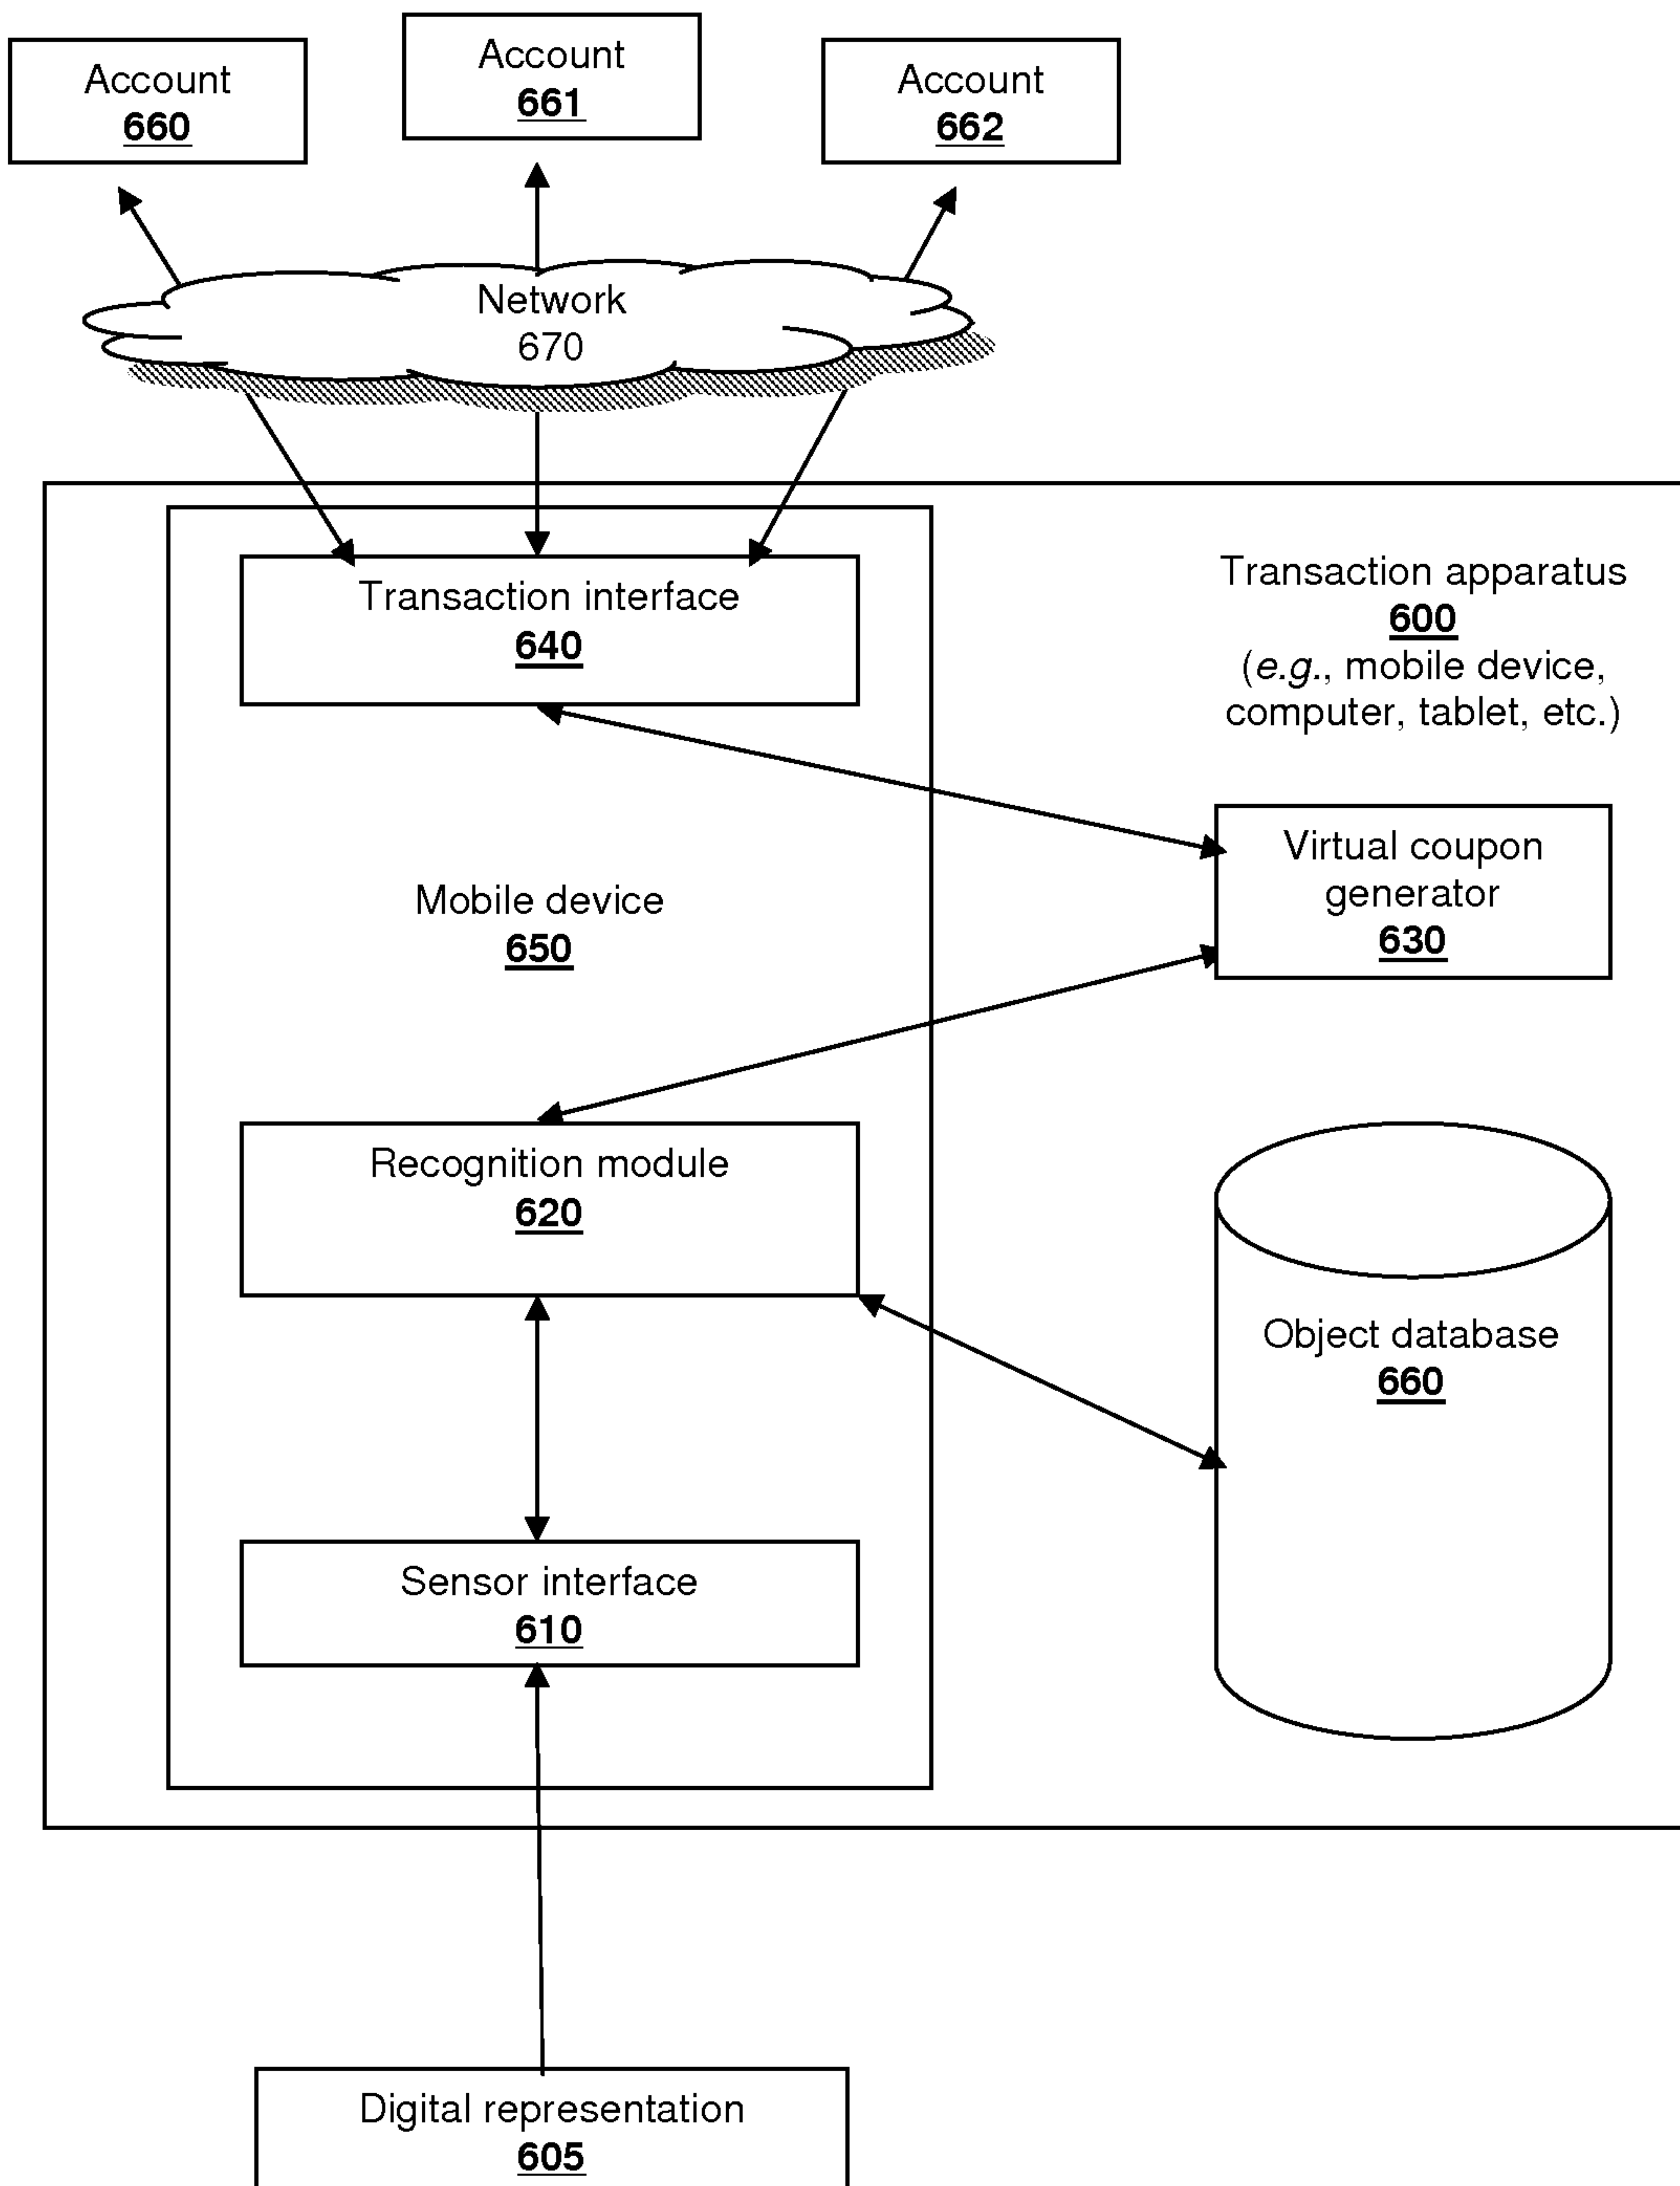 Account
660
Account
661
Account
662
Network
670
Transaction interface
640
Transaction apparatus
600
(e.g., mobile device,
computer, tablet, etc.)
Virtual coupon
generator
630
Mobile device
650
Recognition module
620
Object database
660
Sensor interface
610
Digital representation
605